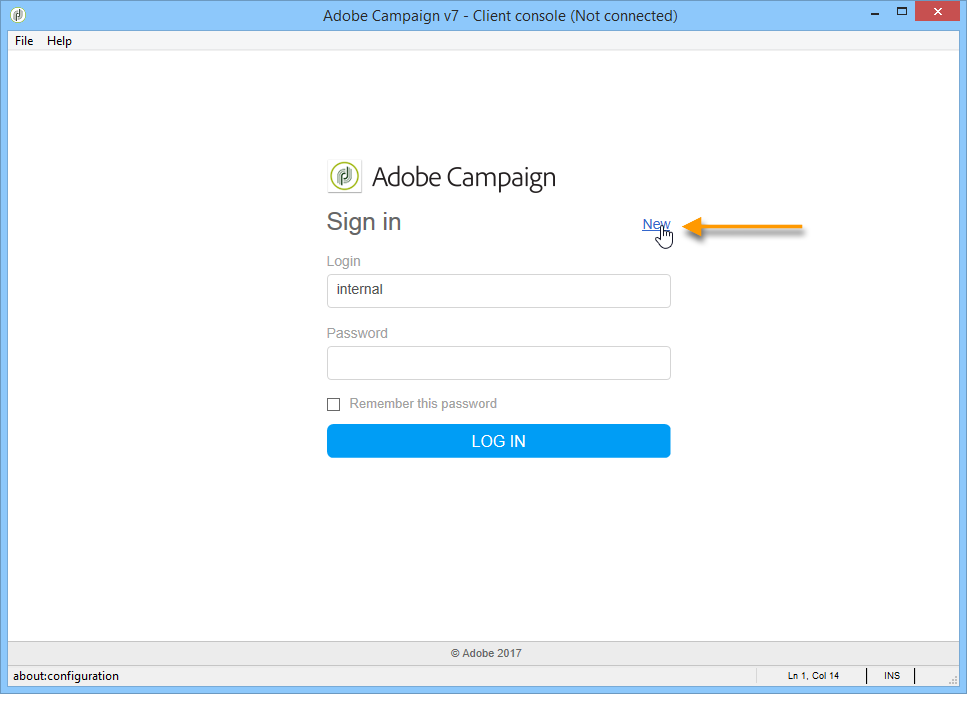 Adobe Campaign v7 - Client console (Not connected)
File Help
Adobe Campaign
Sign in New
Login
internal
Password
Remember this password
LOG IN
© Adobe 2017
about:configuration Ln 1, Col 14 INS